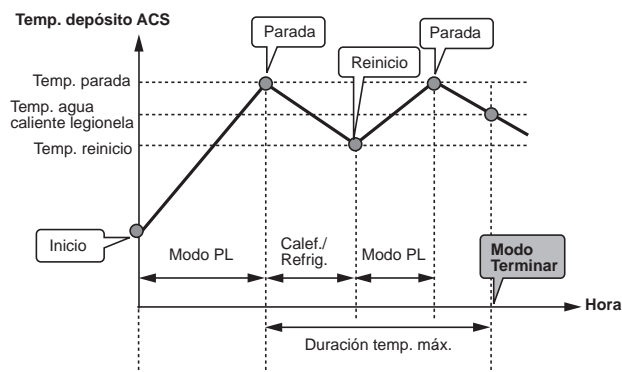 Temp. depósito ACS
Parada
Parada
Reinicio
Temp. parada
Temp. agua
caliente legionela
Temp. reinicio
Inicio
Modo PL
Calef./
Refrig.
Modo PL
Modo
Terminar
Hora
Duración temp. máx.